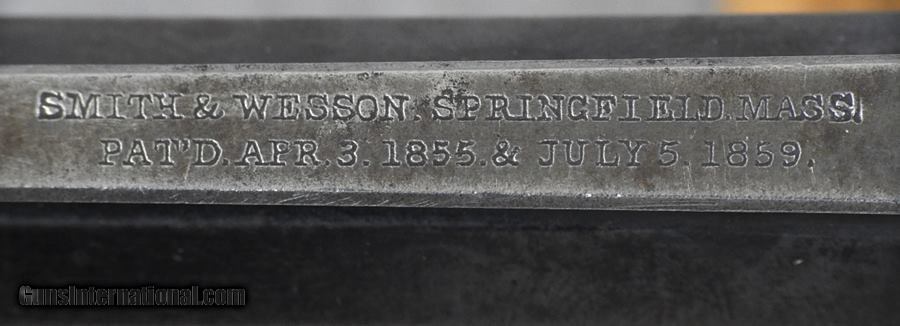 SMITH & WESSON. SPRINGFIELD. MASS.
PAT'D. APR. 3. 1855. & JULY 5. 1859.
GunsInternational.com